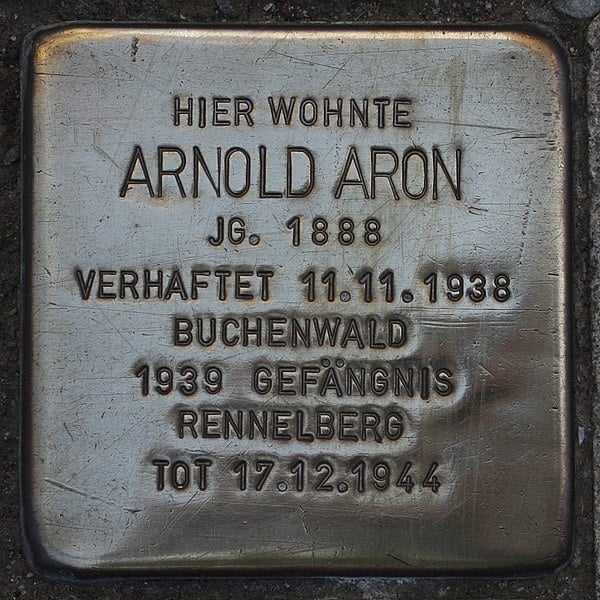 HIER WOHNTE
ARNOLD ARON
JG. 1888
VERHAFTET 11.11.1938
BUCHENWALD
1939 GEFÄNGNIS
RENNELBERG
TOT 17.12.1944